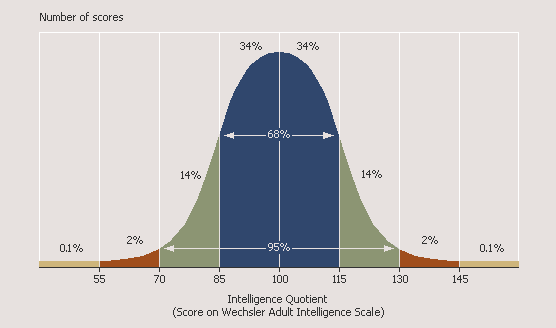 Number of scores
34% 34%
68%
14% 14%
2% 95% 2%
0.1% 0.1%
55 70 85 100 115 130 145
Intelligence Quotient
(Score on Wechsler Adult Intelligence Scale)